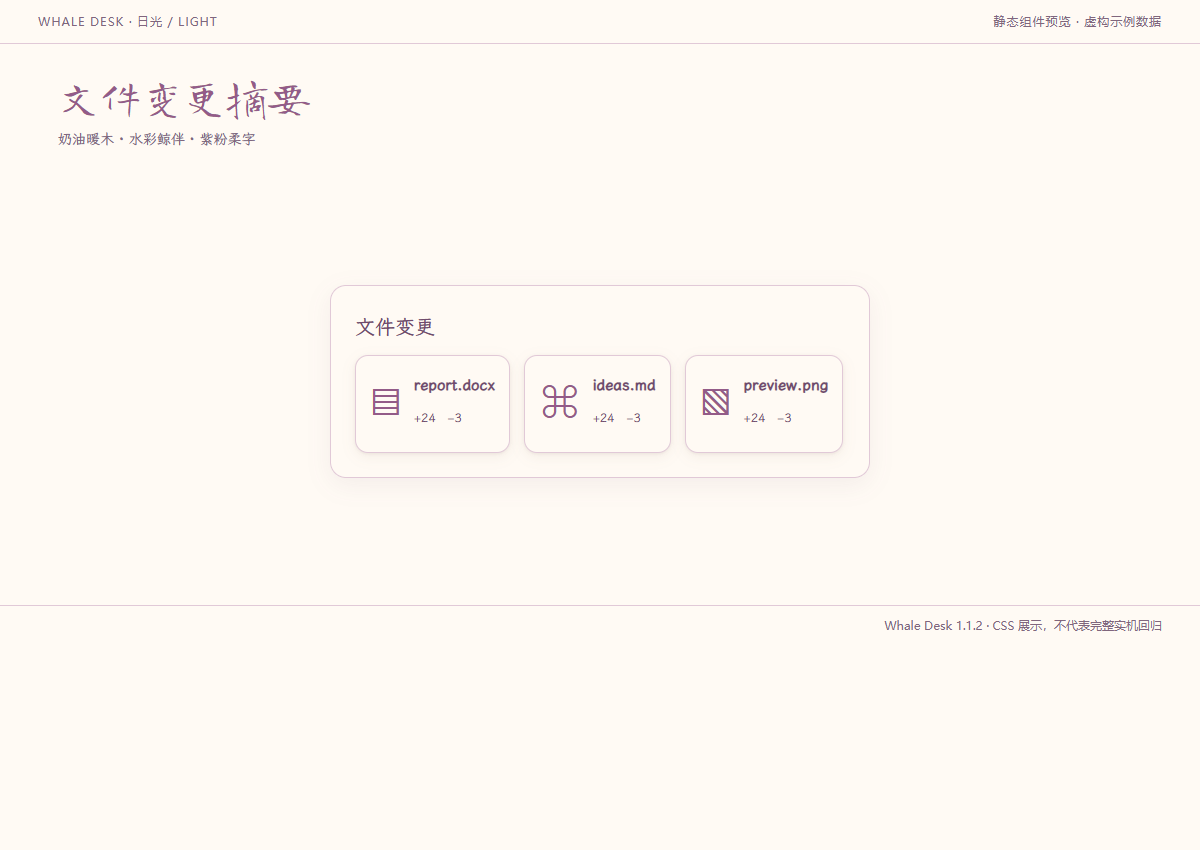 WHALE DESK · 日光 / LIGHT
静态组件预览 · 虚构示例数据
文件变更摘要
奶油暖木・水彩鲸伴・紫粉柔字
文件变更
report.docx
+24 −3
ideas.md
+24 −3
preview.png
+24 −3
Whale Desk 1.1.2 · CSS 展示，不代表完整实机回归